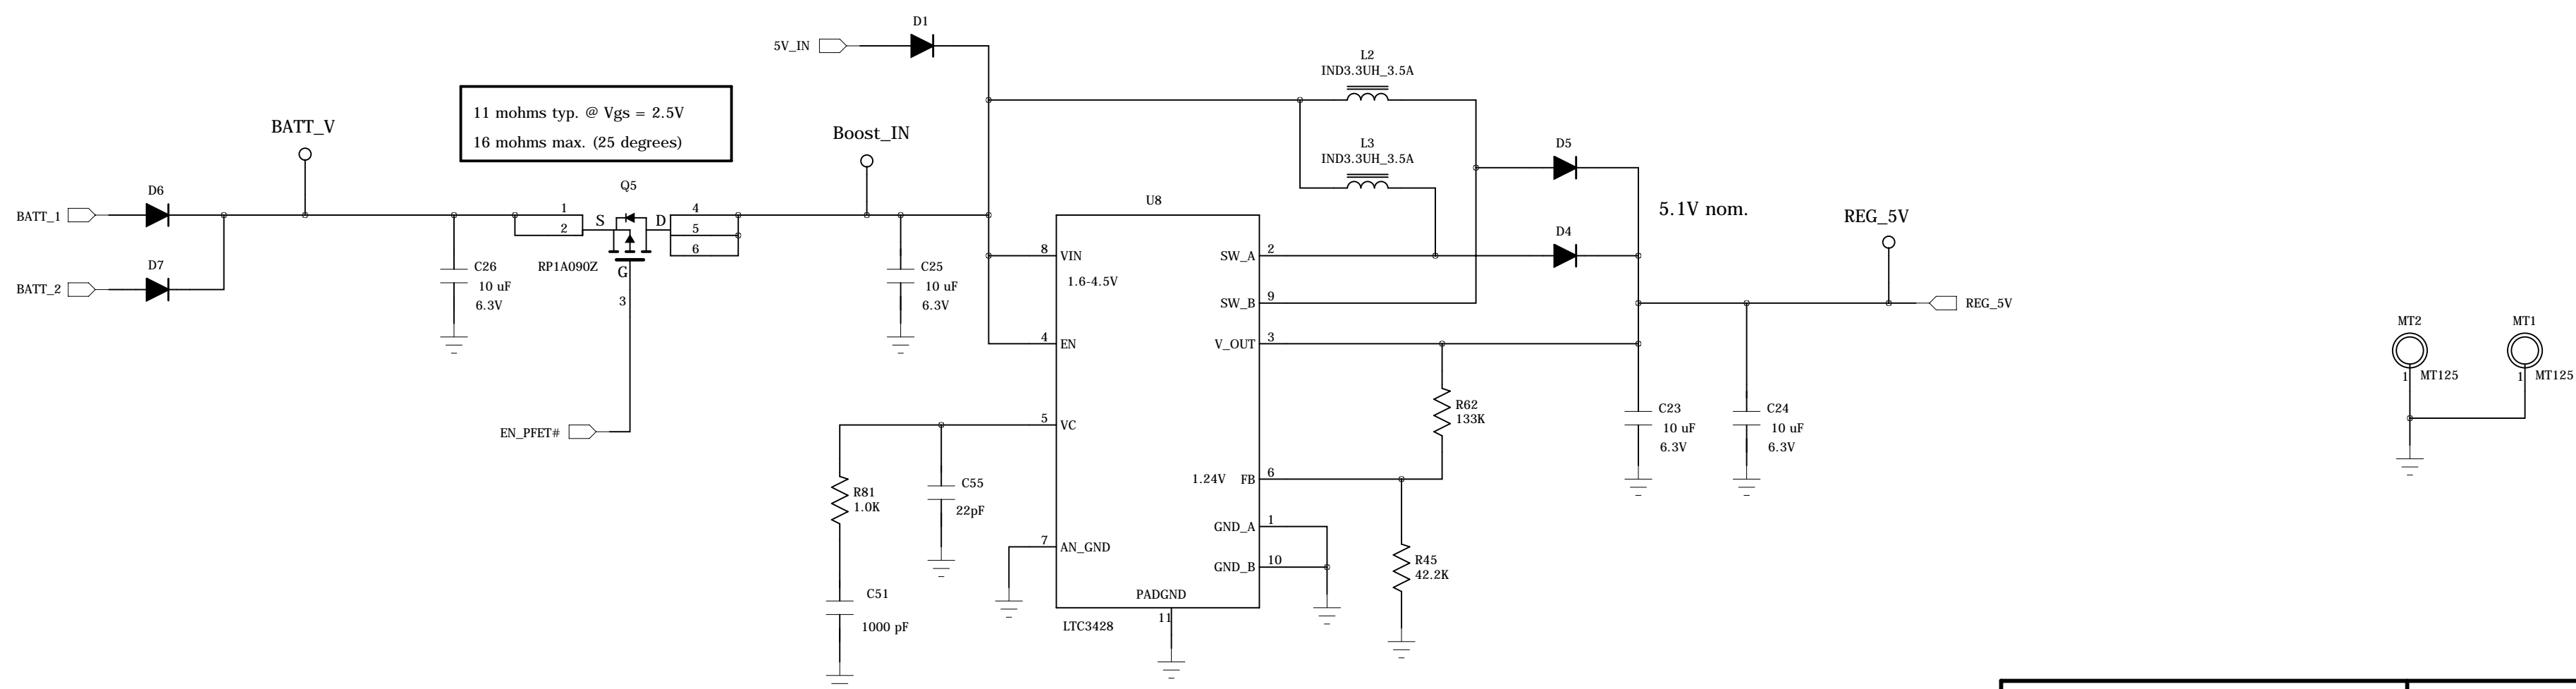 D1
5V_IN
L2
IND3.3UH_3.5A
11 mohms typ. @ Vgs = 2.5V
16 mohms max. (25 degrees)
BATT_V
Boost_IN
L3
IND3.3UH_3.5A
D5
D6
Q5
U8
5.1V nom.
REG_5V
BATT_1
1
2
S
D
4
5
6
G
3
RP1A090Z
D7
BATT_2
C26
10 uF
6.3V
C25
10 uF
6.3V
8
VIN
1.6-4.5V
SW_A
2
D4
SW_B
9
REG_5V
4
EN
V_OUT
3
MT2
1
MT125
MT1
1
MT125
EN_PFET#
5
VC
R62
133K
C23
10 uF
6.3V
C24
10 uF
6.3V
1.24V
FB
6
R81
1.0K
C55
22pF
GND_A
1
7
AN_GND
GND_B
10
R45
42.2K
C51
1000 pF
PADGND
11
LTC3428